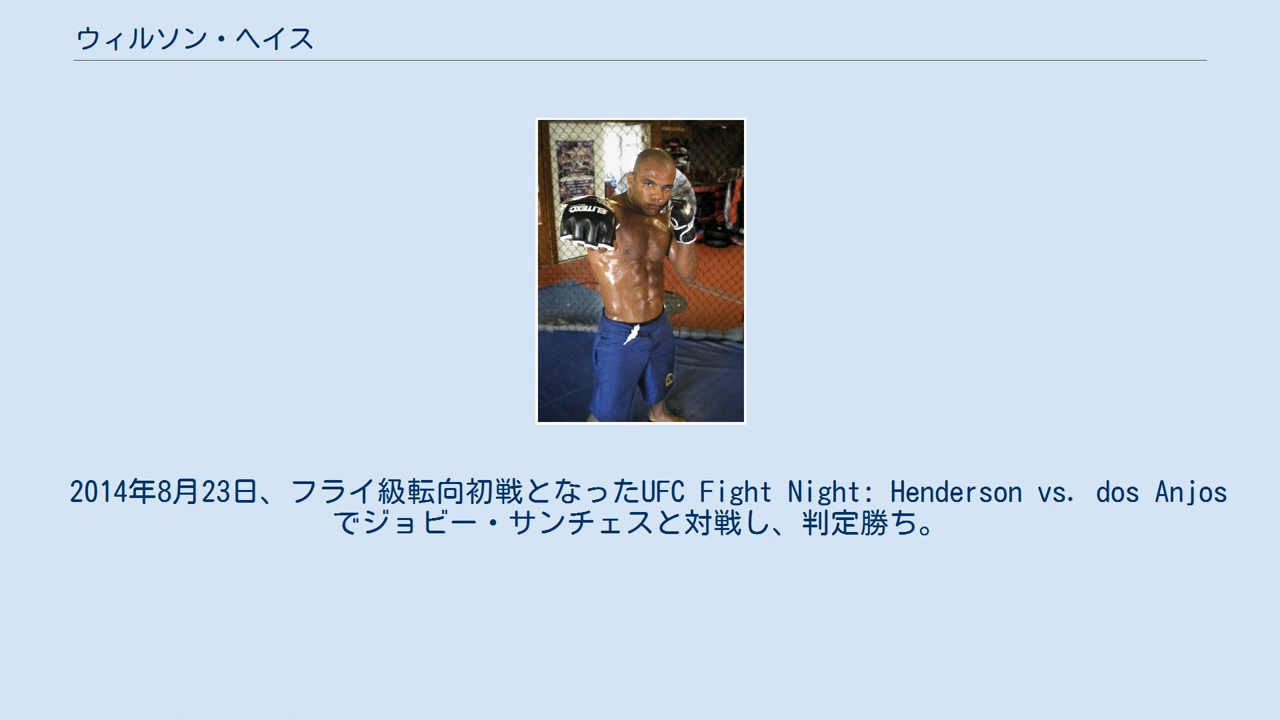 ウィルソン・ヘイス
2014年8月23日、フライ級転向初戦となったUFC Fight Night: Henderson vs. dos Anjos
でジョビー・サンチェスと対戦し、判定勝ち。